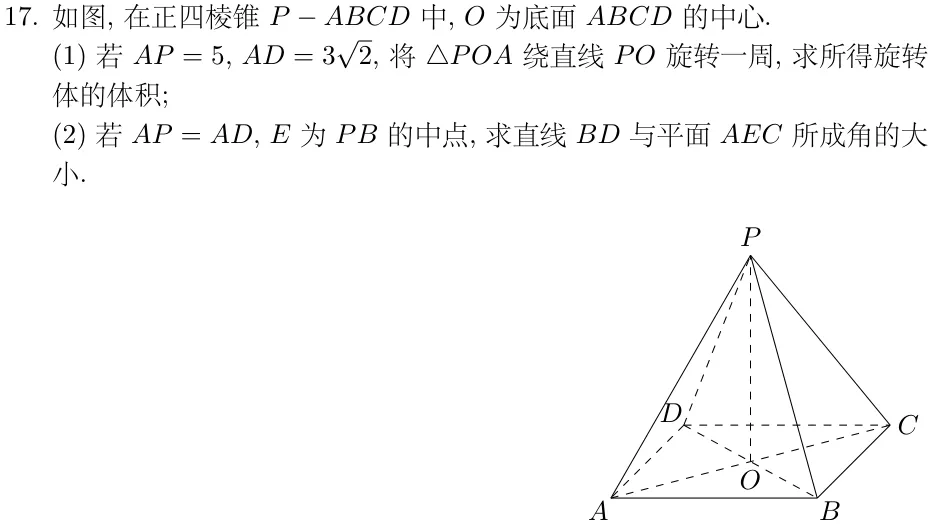 17. 如图, 在正四棱锥 P − ABCD 中, O 为底面 ABCD 的中心.
(1) 若 AP = 5, AD = 3√2, 将 △POA 绕直线 PO 旋转一周, 求所得旋转
体的体积;
(2) 若 AP = AD, E 为 PB 的中点, 求直线 BD 与平面 AEC 所成角的大
小.
P
D
C
O
A
B